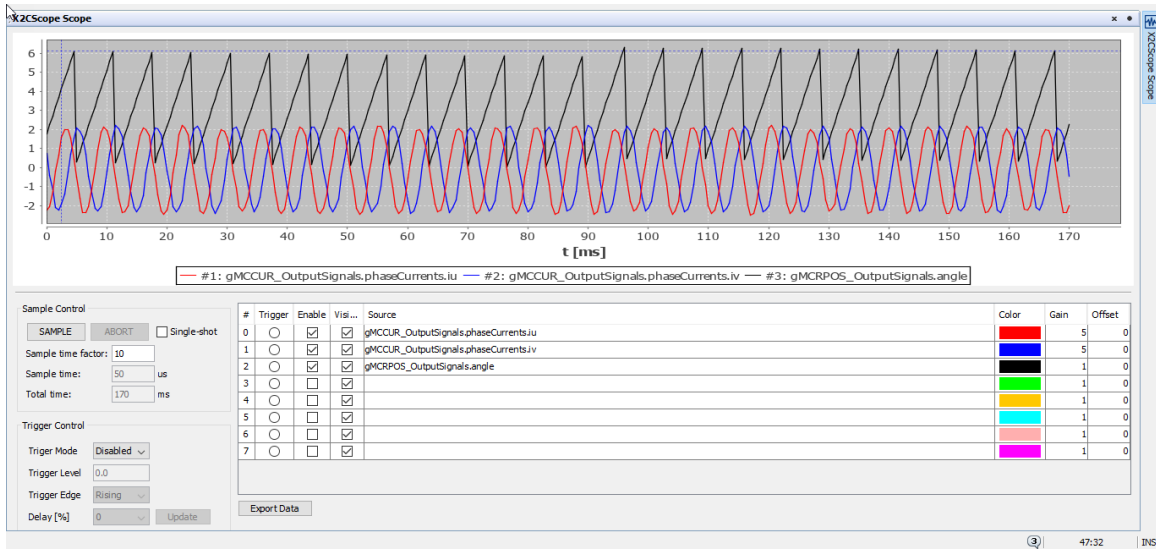 X2CScope Scope
X2CScope Scope
6
5
4
3
2
1
0
-1
-2
0 10 20 30 40 50 60 70 80 90 100 110 120 130 140 150 160 170
t [ms]
#1: gMCCUR_OutputSignals.phaseCurrents.iu #2: gMCCUR_OutputSignals.phaseCurrents.iv #3: gMCRPOS_OutputSignals.angle
Sample Control
SAMPLE ABORT Single-shot
Sample time factor: 10
Sample time: 50 us
Total time: 170 ms
Trigger Control
Triger Mode Disabled
Trigger Level 0.0
Trigger Edge Rising
Delay [%] 0 Update
# Trigger Enable Visi... Source Color Gain Offset
0 gMCCUR_OutputSignals.phaseCurrents.iu 5 0
1 gMCCUR_OutputSignals.phaseCurrents.iv 5 0
2 gMCRPOS_OutputSignals.angle 1 0
3 1 0
4 1 0
5 1 0
6 1 0
7 1 0
Export Data
3 47:32 INS